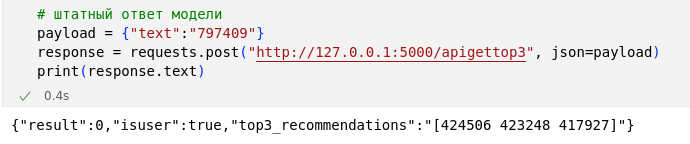 # штатный ответ модели
payload = {"text":"797409"}
response = requests.post("http://127.0.0.1:5000/apigettop3", json=payload)
print(response.text)
0.4s
{"result":0,"isuser":true,"top3_recommendations":"[424506 423248 417927]"}